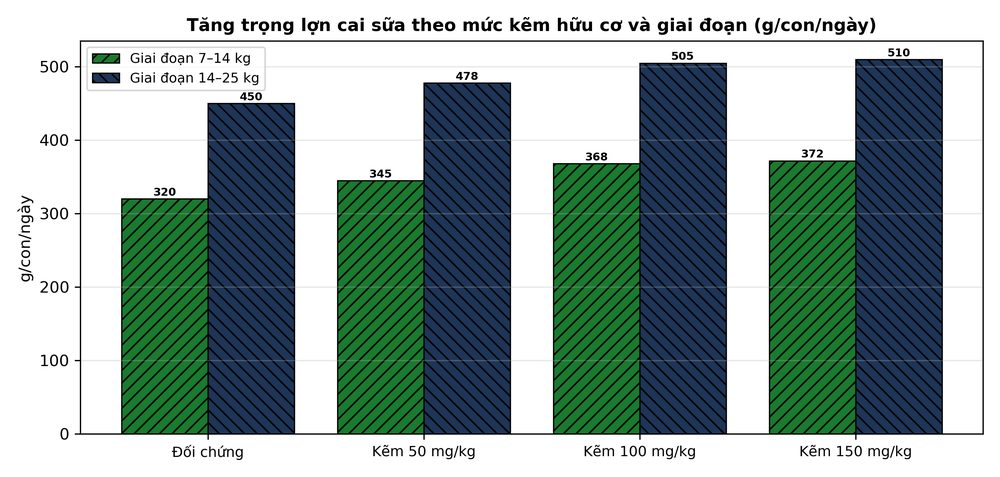 Tăng trọng lợn cai sữa theo mức kẽm hữu cơ và giai đoạn (g/con/ngày)
Giai đoạn 7–14 kg
Giai đoạn 14–25 kg
g/con/ngày
500
400
300
200
100
0
320
450
345
478
368
505
372
510
Đối chứng
Kẽm 50 mg/kg
Kẽm 100 mg/kg
Kẽm 150 mg/kg